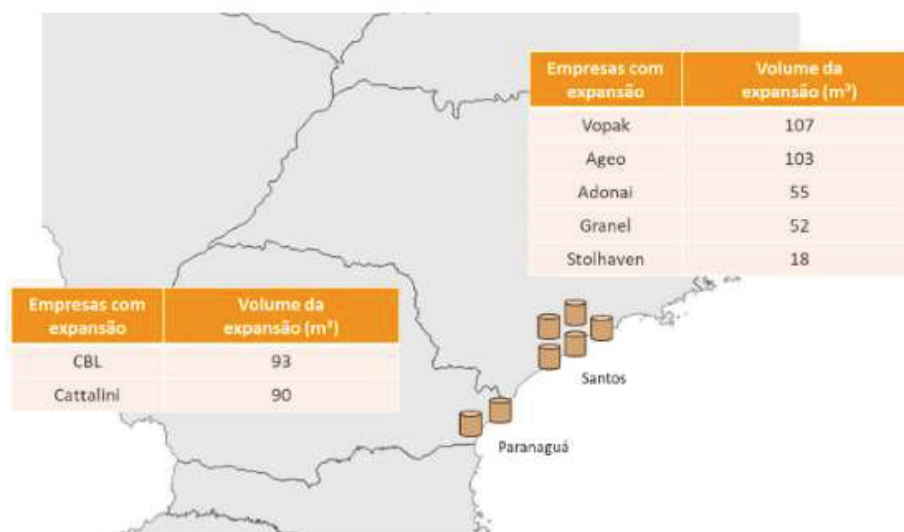 Empresas com expansão Volume da expansão (m³)
Vopak 107
Ageo 103
Adonai 55
Granel 52
Stolhaven 18
Empresas com expansão Volume da expansão (m³)
CBL 93
Cattalini 90
Santos
Paranaguá